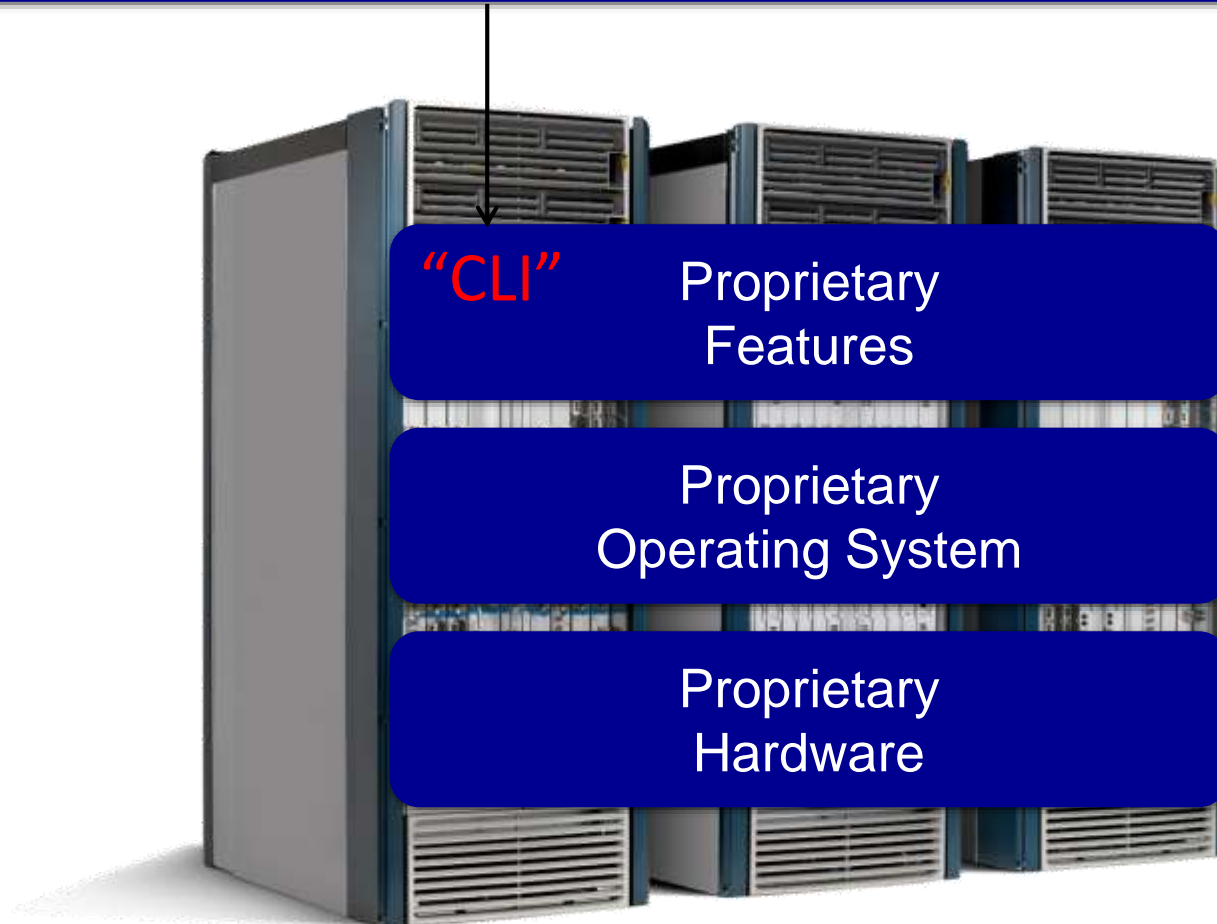 “CLI”
Proprietary
Features
Proprietary
Operating System
Proprietary
Hardware